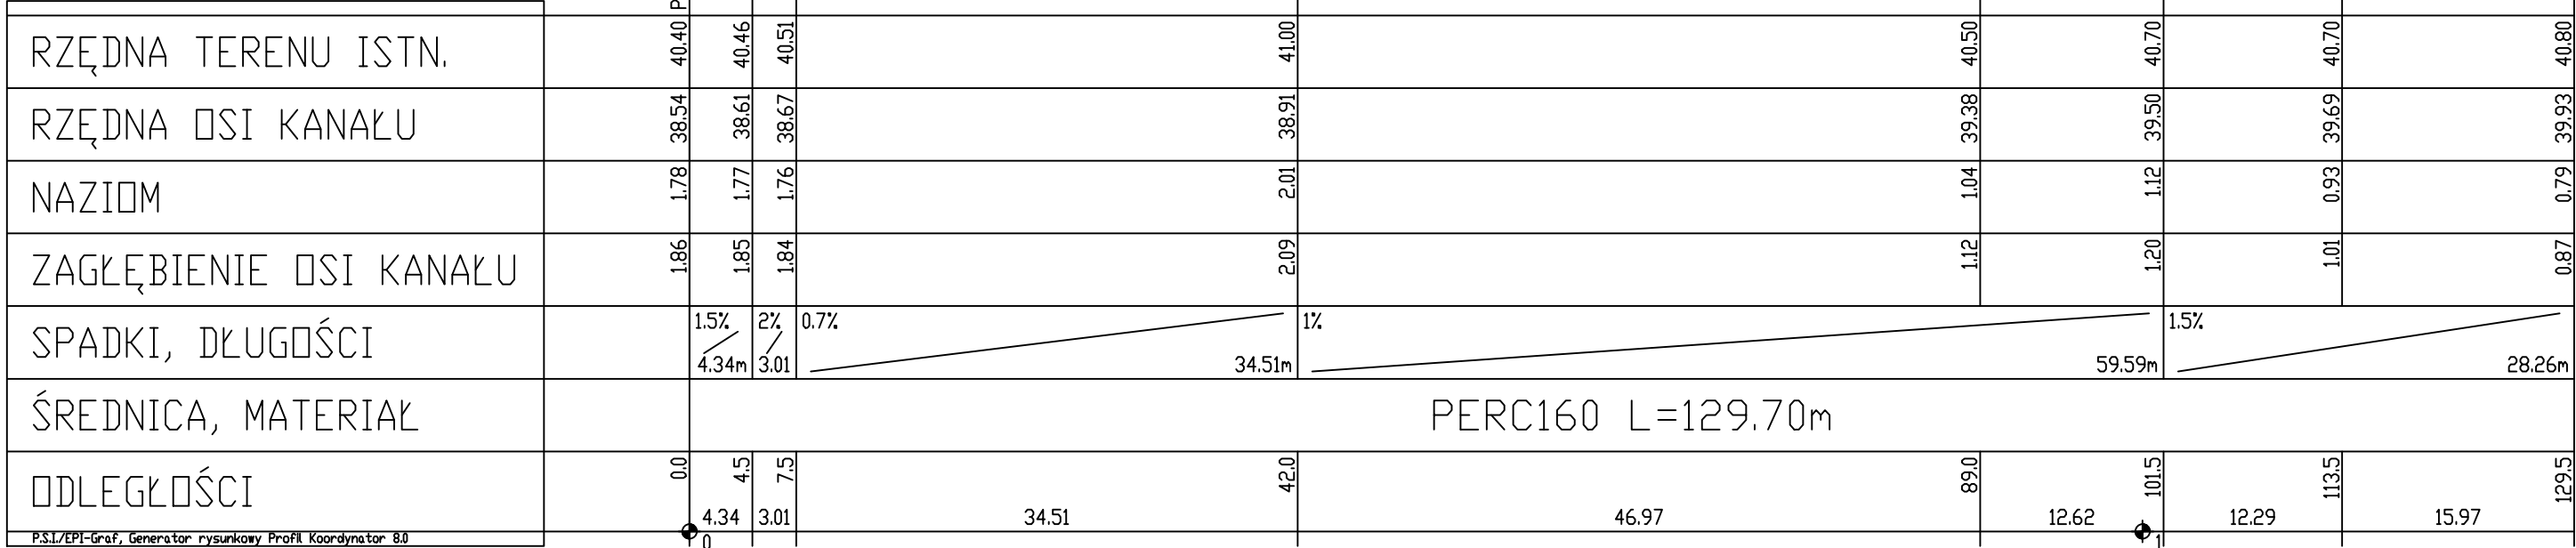 P
RZĘDNA TERENU ISTN. 40.40 40.46 40.51 41.00 40.50 40.70 40.70 40.80
RZĘDNA OSI KANAŁU 38.54 38.61 38.67 38.91 39.38 39.50 39.69 39.93
NAZIOM 1.78 1.77 1.76 2.01 1.04 1.12 0.93 0.79
ZAGŁĘBIENIE OSI KANAŁU 1.86 1.85 1.84 2.09 1.12 1.20 1.01 0.87
SPADKI, DŁUGOŚCI 1.5% 2% 0.7% 1% 1.5%
4.34m 3.01 34.51m 59.59m 28.26m
ŚREDNICA, MATERIAŁ PERC160 L=129.70m
ODLEGŁOŚCI 0.0 4.5 7.5 42.0 89.0 101.5 113.5 129.5
4.34 3.01 34.51 46.97 12.62 12.29 15.97
P.S.I./EPI-Graf, Generator rysunkowy Profil Koordynator 8.0
0 1